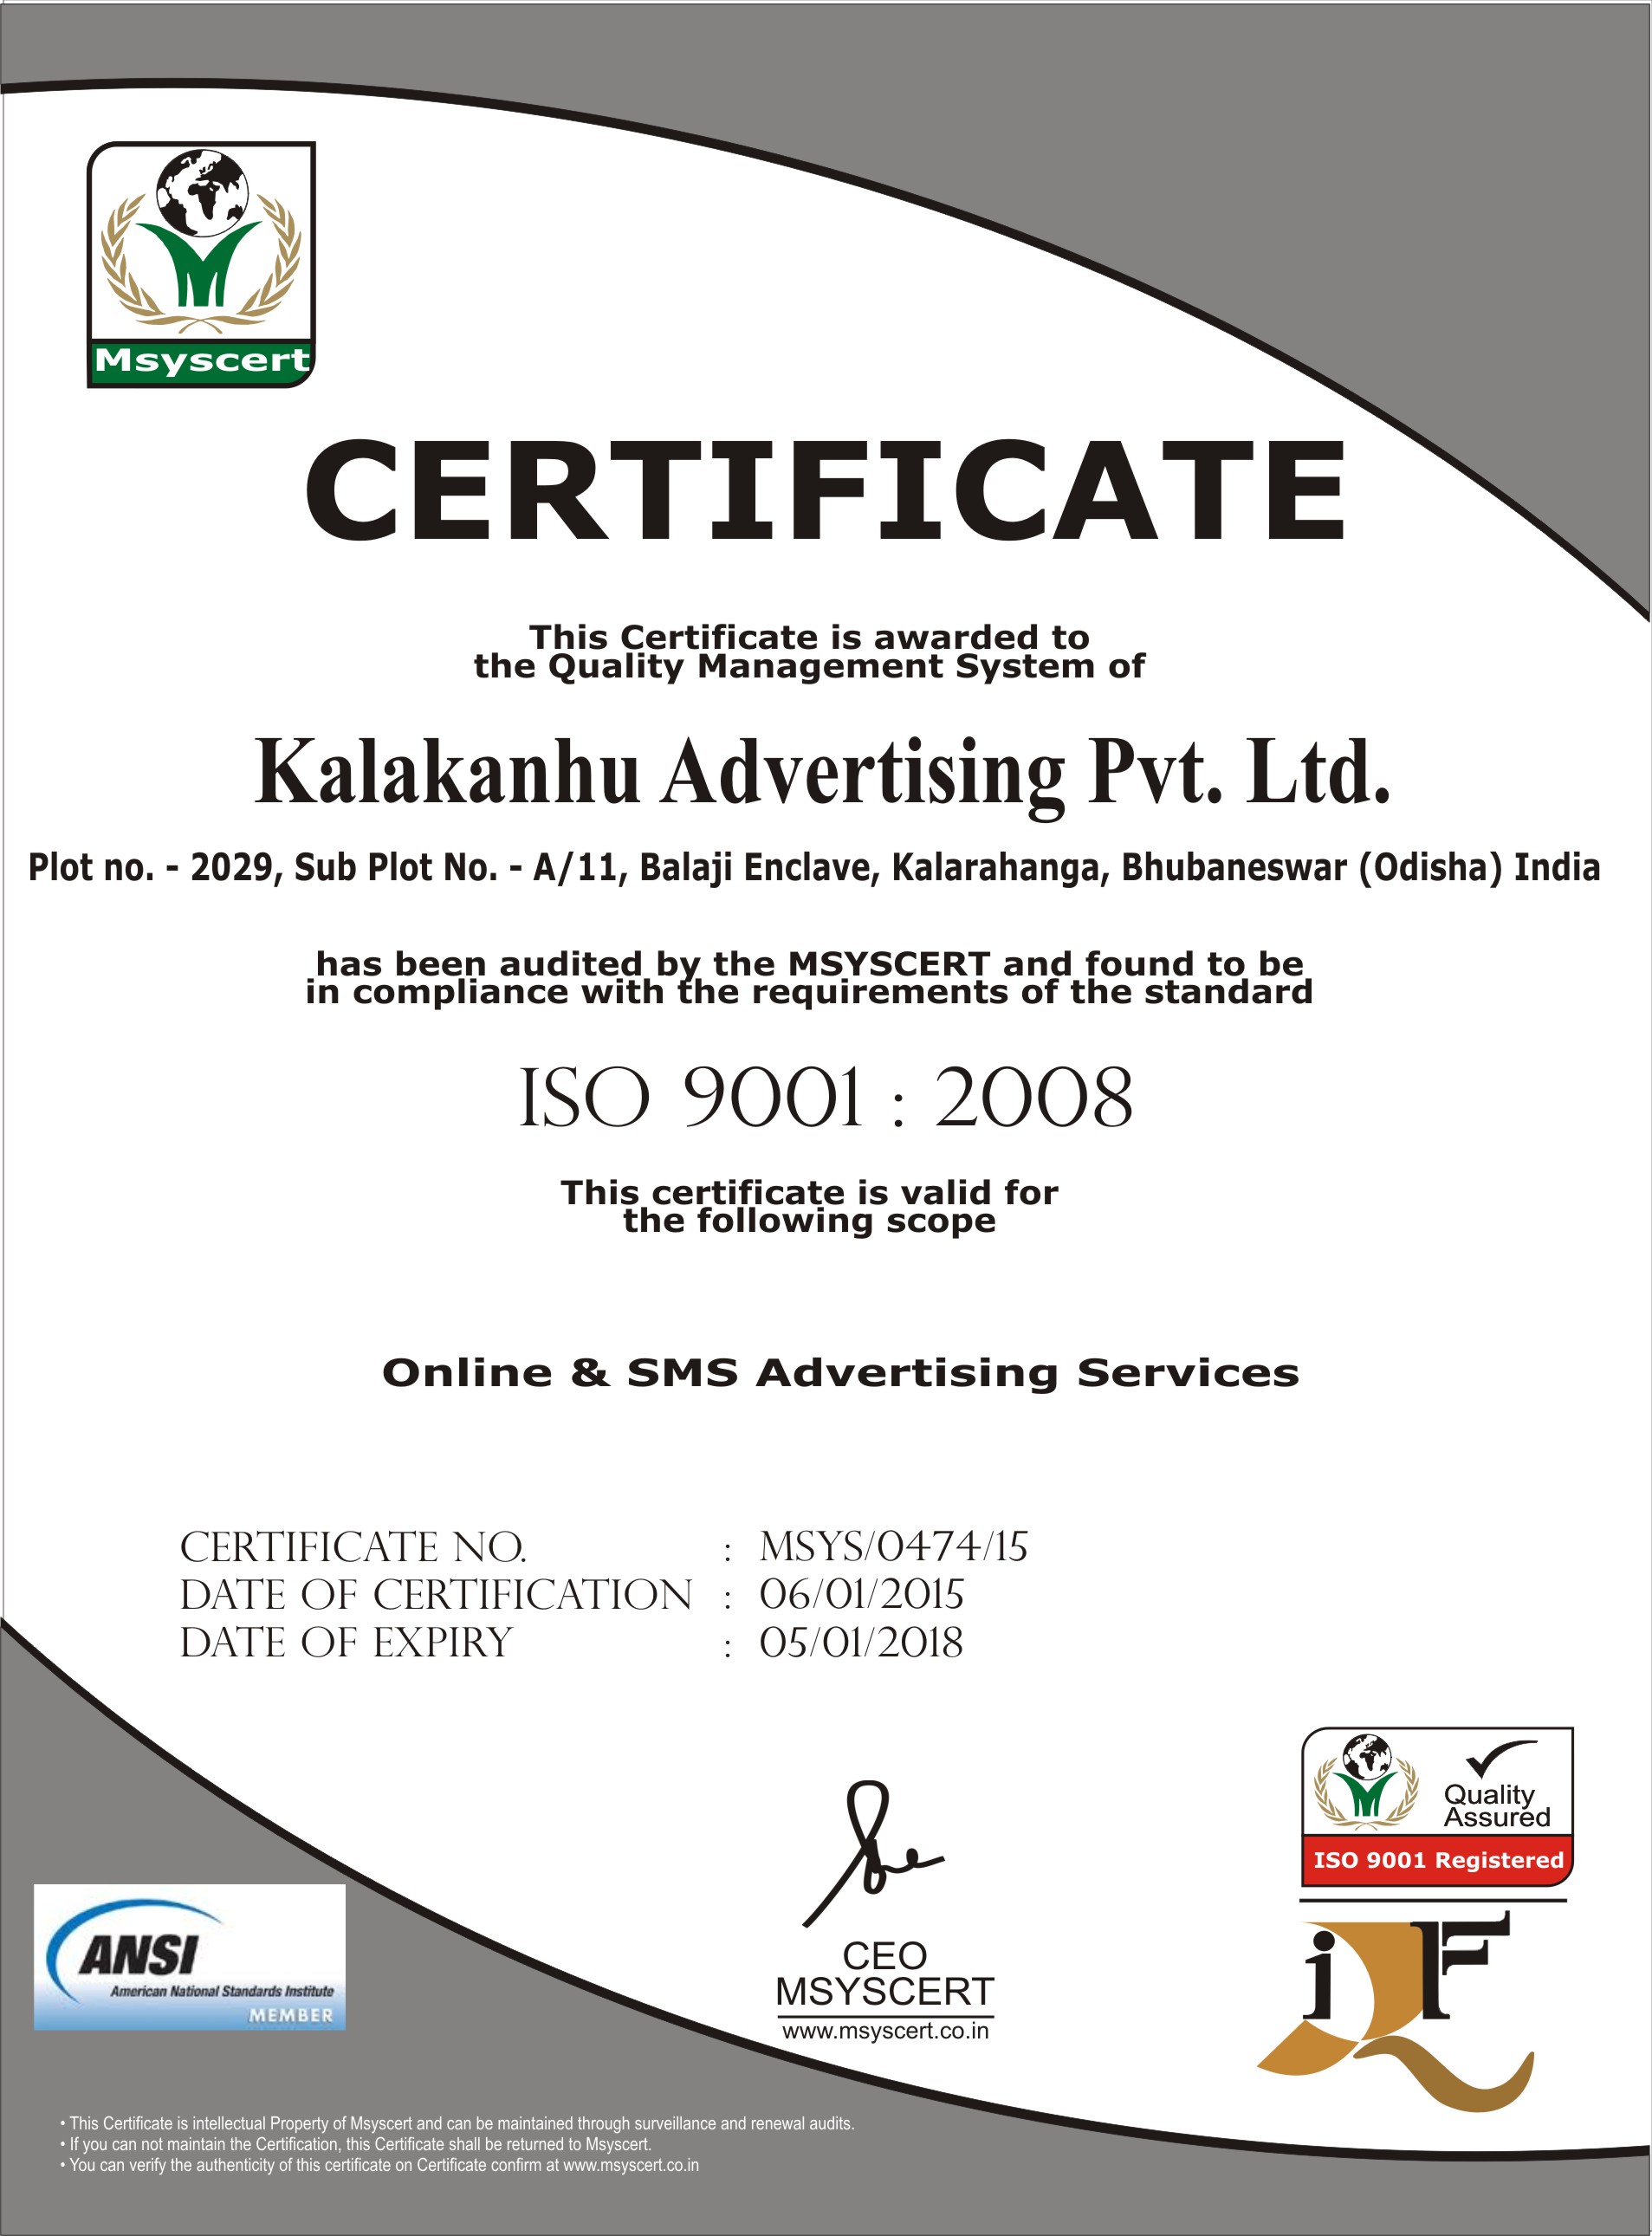 Msyscert
CERTIFICATE
This Certificate is awarded to
the Quality Management System of
Kalakanhu Advertising Pvt. Ltd.
Plot no. - 2029, Sub Plot No. - A/11, Balaji Enclave, Kalarahanga, Bhubaneswar (Odisha) India
has been audited by the MSYSCERT and found to be
in compliance with the requirements of the standard
ISO 9001 : 2008
This certificate is valid for
the following scope
Online & SMS Advertising Services
CERTIFICATE NO. : MSYS/0474/15
DATE OF CERTIFICATION : 06/01/2015
DATE OF EXPIRY : 05/01/2018
Quality
Assured
ISO 9001 Registered
ANSI
American National Standards Institute
MEMBER
CEO
MSYSCERT
www.msyscert.co.in
iQF
• This Certificate is intellectual Property of Msyscert and can be maintained through surveillance and renewal audits.
• If you can not maintain the Certification, this Certificate shall be returned to Msyscert.
• You can verify the authenticity of this certificate on Certificate confirm at www.msyscert.co.in